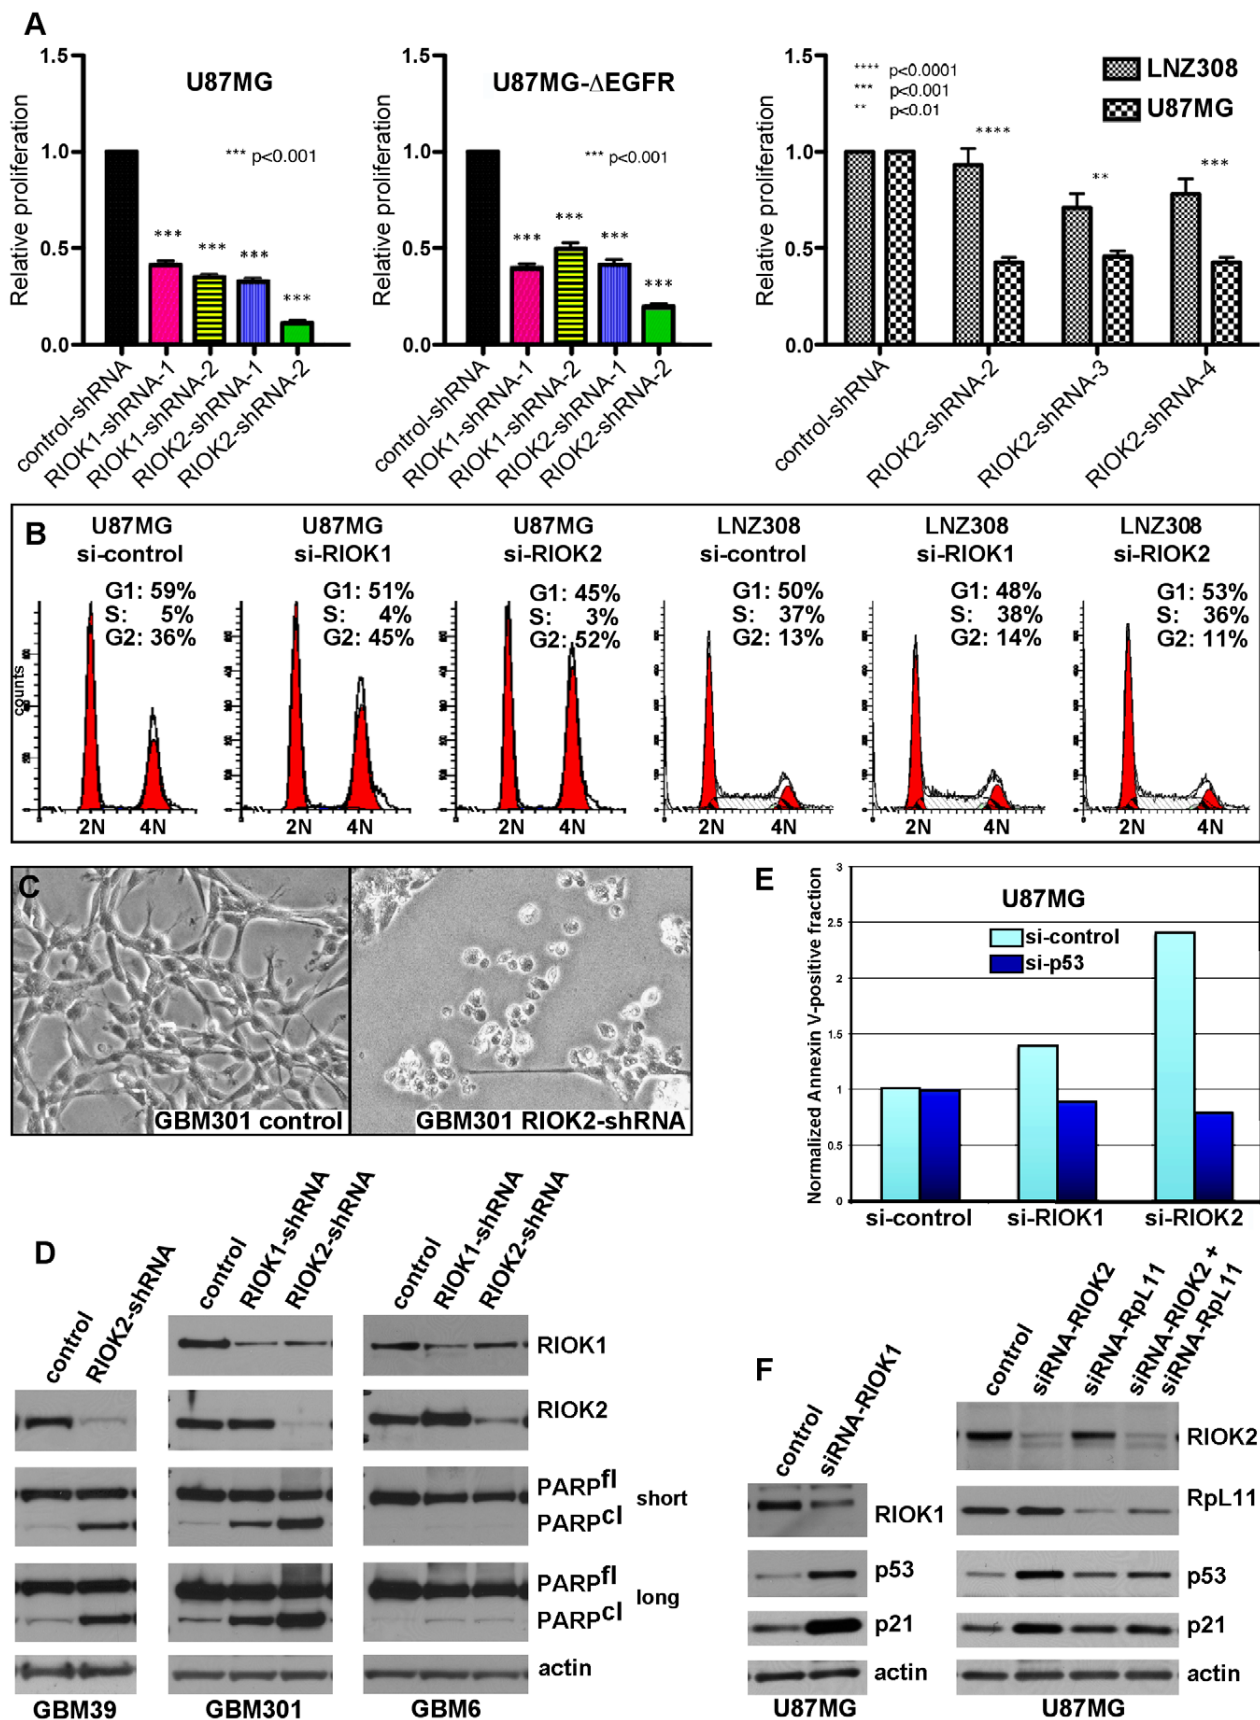 A
1.5
1.0
0.5
0.0
Relative proliferation
U87MG
*** p<0.001
***
***
***
***
control-shRNA
RIOK1-shRNA-1
RIOK1-shRNA-2
RIOK2-shRNA-1
RIOK2-shRNA-2
1.5
1.0
0.5
0.0
Relative proliferation
U87MG-ΔEGFR
*** p<0.001
***
***
***
***
control-shRNA
RIOK1-shRNA-1
RIOK1-shRNA-2
RIOK2-shRNA-1
RIOK2-shRNA-2
1.5
1.0
0.5
0.0
Relative proliferation
**** p<0.0001
*** p<0.001
** p<0.01
LNZ308
U87MG
****
**
***
control-shRNA
RIOK2-shRNA-2
RIOK2-shRNA-3
RIOK2-shRNA-4
B
counts
U87MG
si-control
G1: 59%
S: 5%
G2: 36%
2N 4N
U87MG
si-RIOK1
G1: 51%
S: 4%
G2: 45%
2N 4N
U87MG
si-RIOK2
G1: 45%
S: 3%
G2: 52%
2N 4N
LNZ308
si-control
G1: 50%
S: 37%
G2: 13%
2N 4N
LNZ308
si-RIOK1
G1: 48%
S: 38%
G2: 14%
2N 4N
LNZ308
si-RIOK2
G1: 53%
S: 36%
G2: 11%
2N 4N
C
GBM301 control
GBM301 RIOK2-shRNA
E
Normalized Annexin V-positive fraction
3
2.5
2
1.5
1
0.5
0
U87MG
si-control
si-p53
si-control
si-RIOK1
si-RIOK2
D
control
RIOK2-shRNA
control
RIOK1-shRNA
RIOK2-shRNA
control
RIOK1-shRNA
RIOK2-shRNA
RIOK1
RIOK2
PARPfl
short
PARPcl
PARPfl
long
PARPcl
actin
GBM39
GBM301
GBM6
F
control
siRNA-RIOK1
RIOK1
p53
p21
actin
U87MG
control
siRNA-RIOK2
siRNA-RpL11
siRNA-RIOK2 +
siRNA-RpL11
RIOK2
RpL11
p53
p21
actin
U87MG